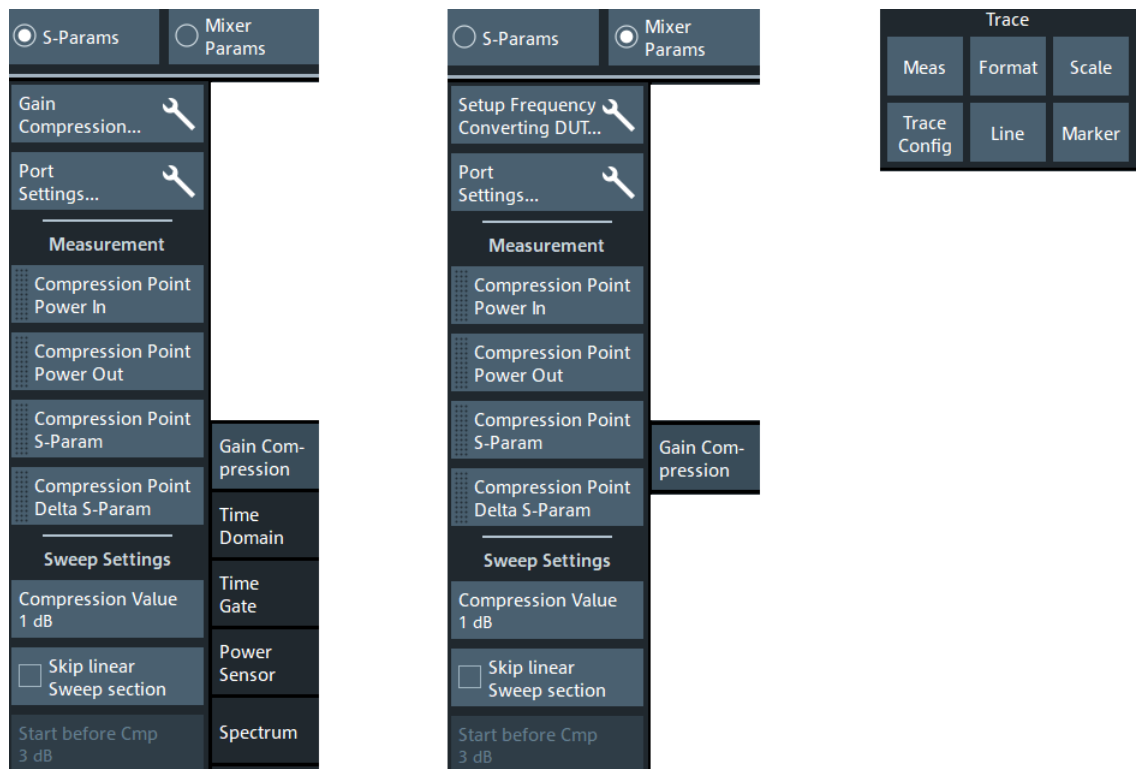 S-Params
Mixer
Params
Gain
Compression...
Port
Settings...
Measurement
Compression Point
Power In
Compression Point
Power Out
Compression Point
S-Param
Compression Point
Delta S-Param
Sweep Settings
Compression Value
1 dB
Skip linear
Sweep section
Start before Cmp
3 dB
Gain Com-
pression
Time
Domain
Time
Gate
Power
Sensor
Spectrum
S-Params
Mixer
Params
Setup Frequency
Converting DUT...
Port
Settings...
Measurement
Compression Point
Power In
Compression Point
Power Out
Compression Point
S-Param
Compression Point
Delta S-Param
Sweep Settings
Compression Value
1 dB
Skip linear
Sweep section
Start before Cmp
3 dB
Gain Com-
pression
Trace
Meas
Format
Scale
Trace
Config
Line
Marker